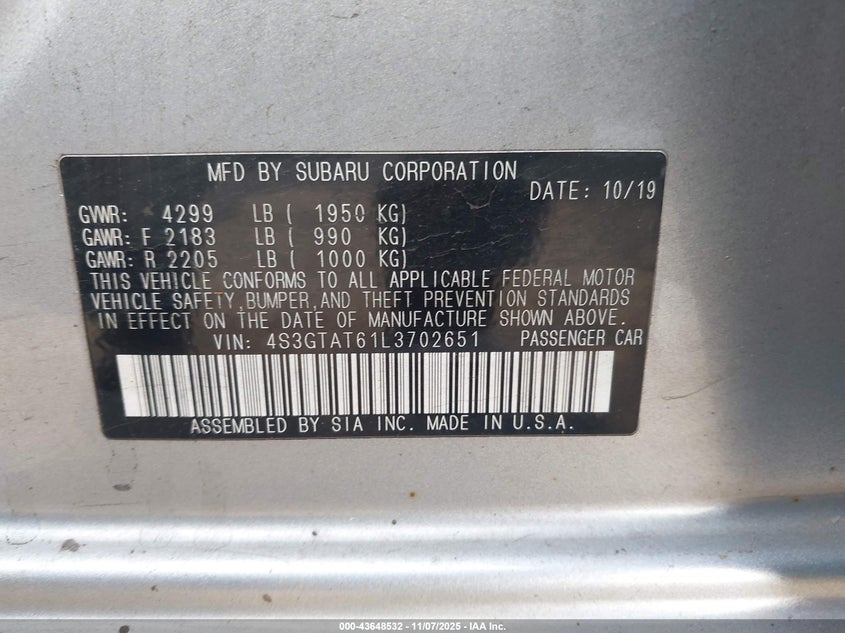 MFD BY SUBARU CORPORATION
DATE: 10/19
GVWR: 4299 LB ( 1950 KG)
GAWR: F 2183 LB ( 990 KG)
GAWR: R 2205 LB ( 1000 KG)
THIS VEHICLE CONFORMS TO ALL APPLICABLE FEDERAL MOTOR
VEHICLE SAFETY,BUMPER,AND THEFT PREVENTION STANDARDS
IN EFFECT ON THE DATE OF MANUFACTURE SHOWN ABOVE.
VIN: 4S3GTAT61L3702651 PASSENGER CAR
ASSEMBLED BY SIA INC. MADE IN U.S.A.
000-43648532 - 11/07/2025 - IAA Inc.